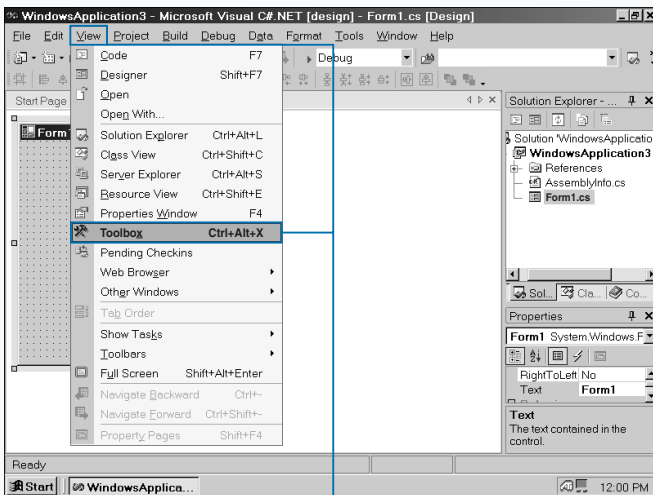 WindowsApplication3 - Microsoft Visual C#.NET [design] - Form1.cs [Design]
File Edit View Project Build Debug Data Format Tools Window Help
Debug
Start Page
Form
Code F7
Designer Shift+F7
Open
Open With...
Solution Explorer Ctrl+Alt+L
Class View Ctrl+Shift+C
Server Explorer Ctrl+Alt+S
Resource View Ctrl+Shift+E
Properties Window F4
Toolbox Ctrl+Alt+X
Pending Checkins
Web Browser
Other Windows
Tab Order
Show Tasks
Toolbars
Full Screen Shift+Alt+Enter
Navigate Backward Ctrl+-
Navigate Forward Ctrl+Shift+-
Property Pages Shift+F4
Solution Explorer - ...
Solution 'WindowsApplicatio
WindowsApplication3
References
AssemblyInfo.cs
Form1.cs
Sol... Cla... Co...
Properties
Form1 System.Windows.F
RightToLeft No
Text Form1
Text
The text contained in the
control.
Ready
Start WindowsApplica... 12:00 PM